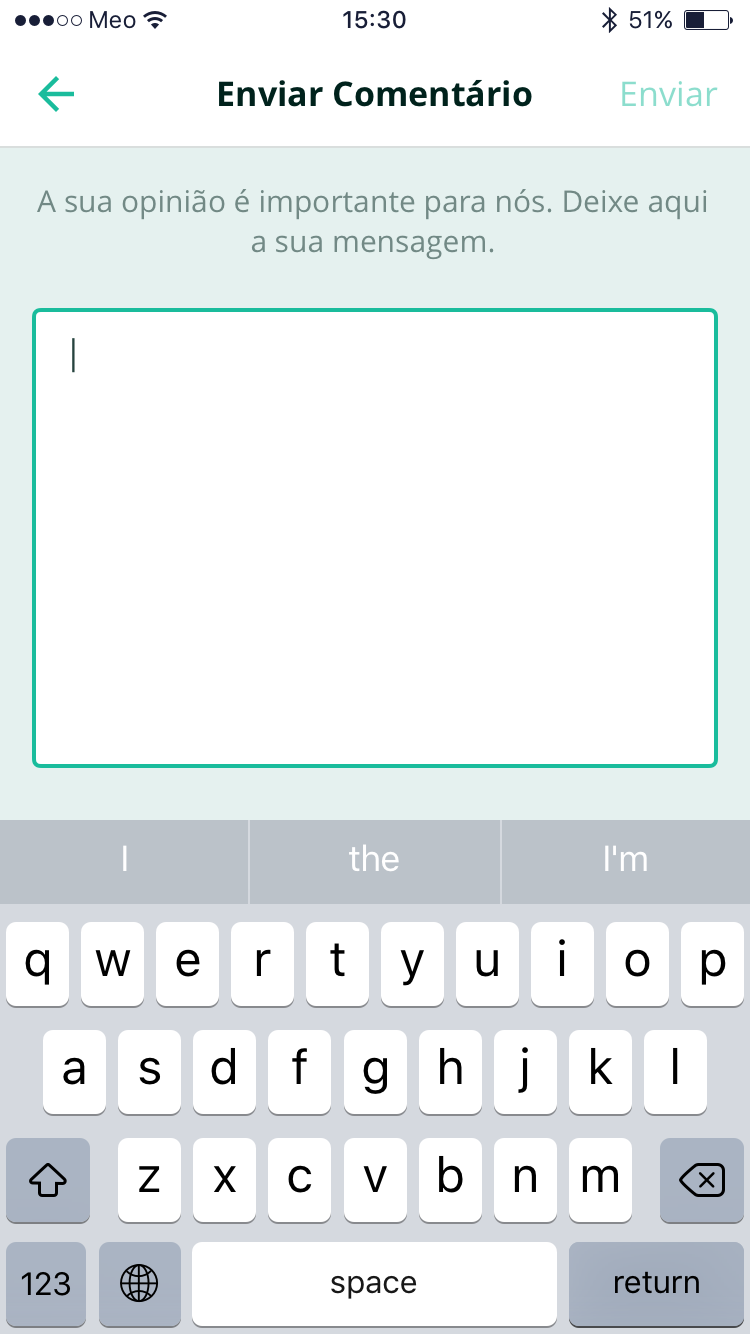 Meo 15:30 51%
Enviar Comentário Enviar
A sua opinião é importante para nós. Deixe aqui
a sua mensagem.
I the I'm
q w e r t y u i o p
a s d f g h j k l
z x c v b n m
123 space return